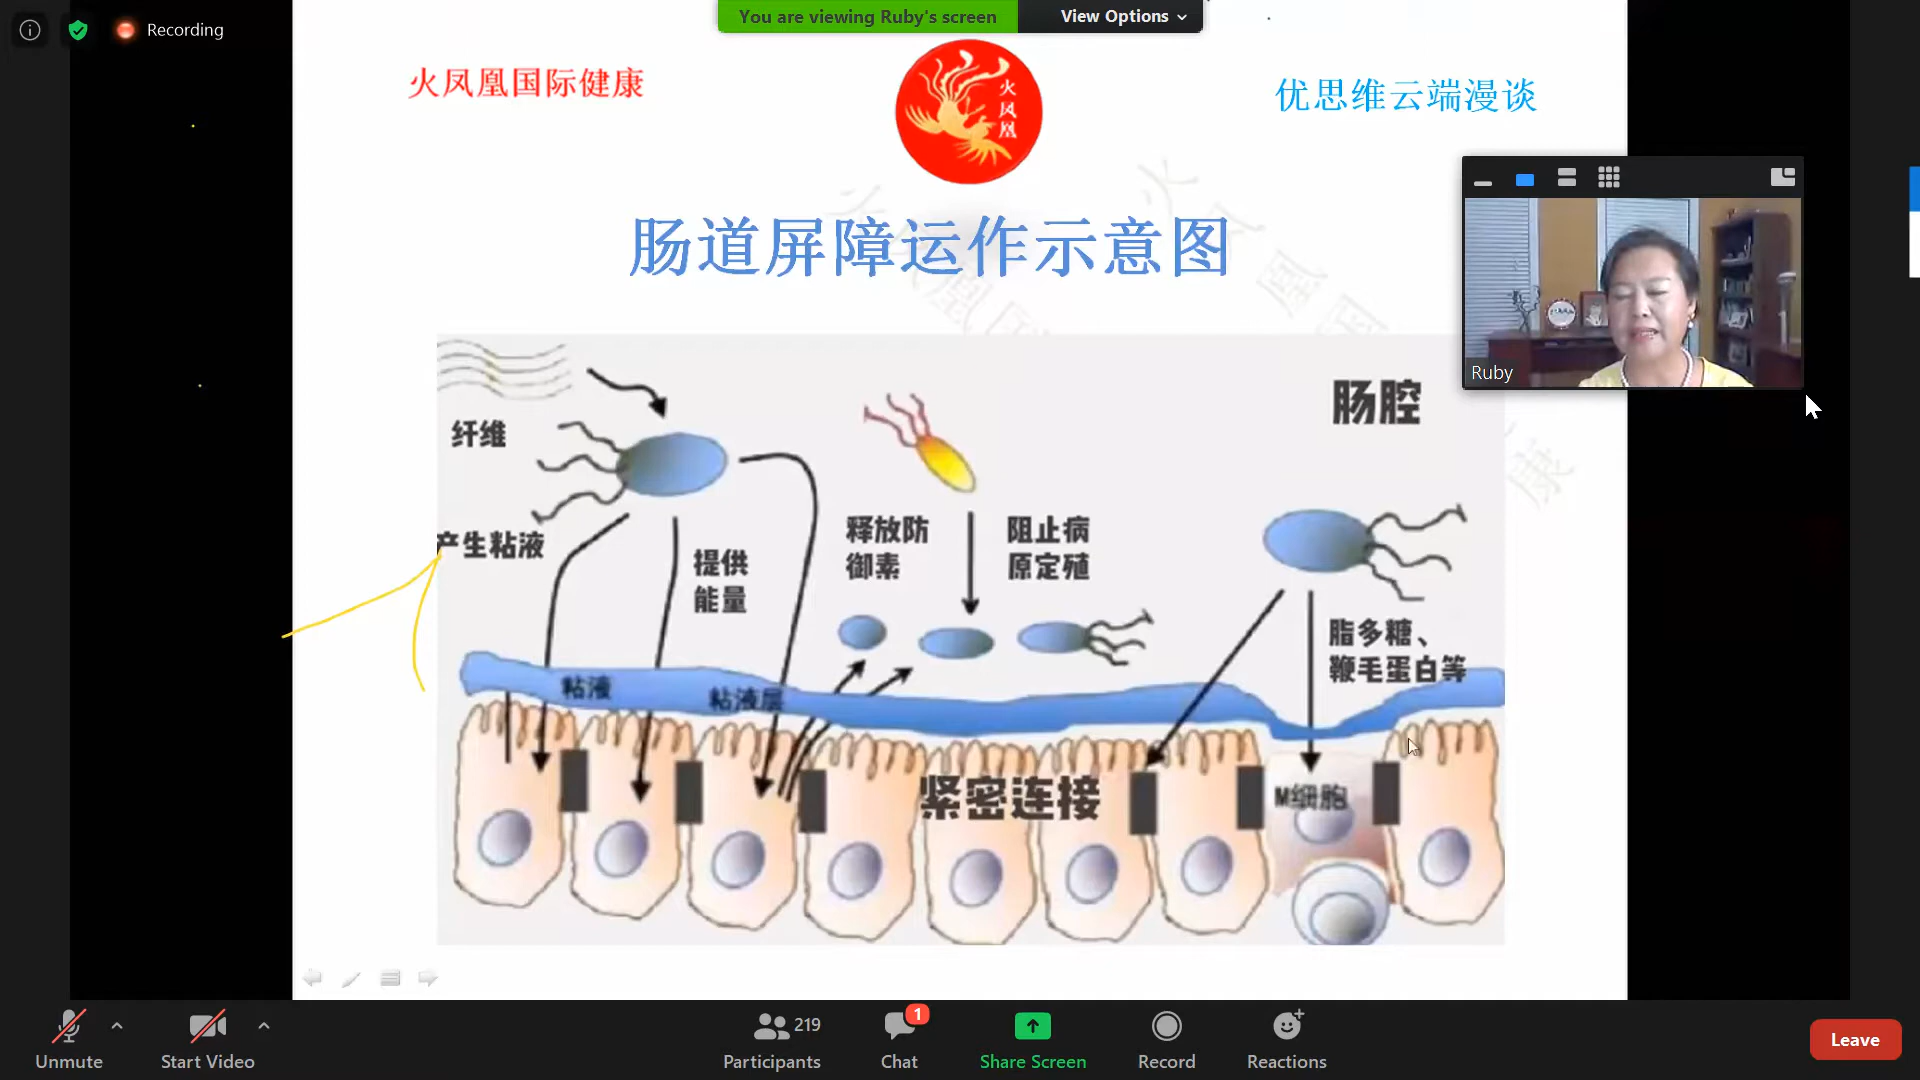 You are viewing Ruby's screen
View Options
Recording
火凤凰国际健康
火凤凰
优思维云端漫谈
肠道屏障运作示意图
Ruby
肠腔
纤维
产生粘液
提供
能量
释放防
御素
阻止病
原定殖
脂多糖、
鞭毛蛋白等
粘液
粘液层
紧密连接
M细胞
Unmute
Start Video
219
Participants
1
Chat
Share Screen
Record
Reactions
Leave